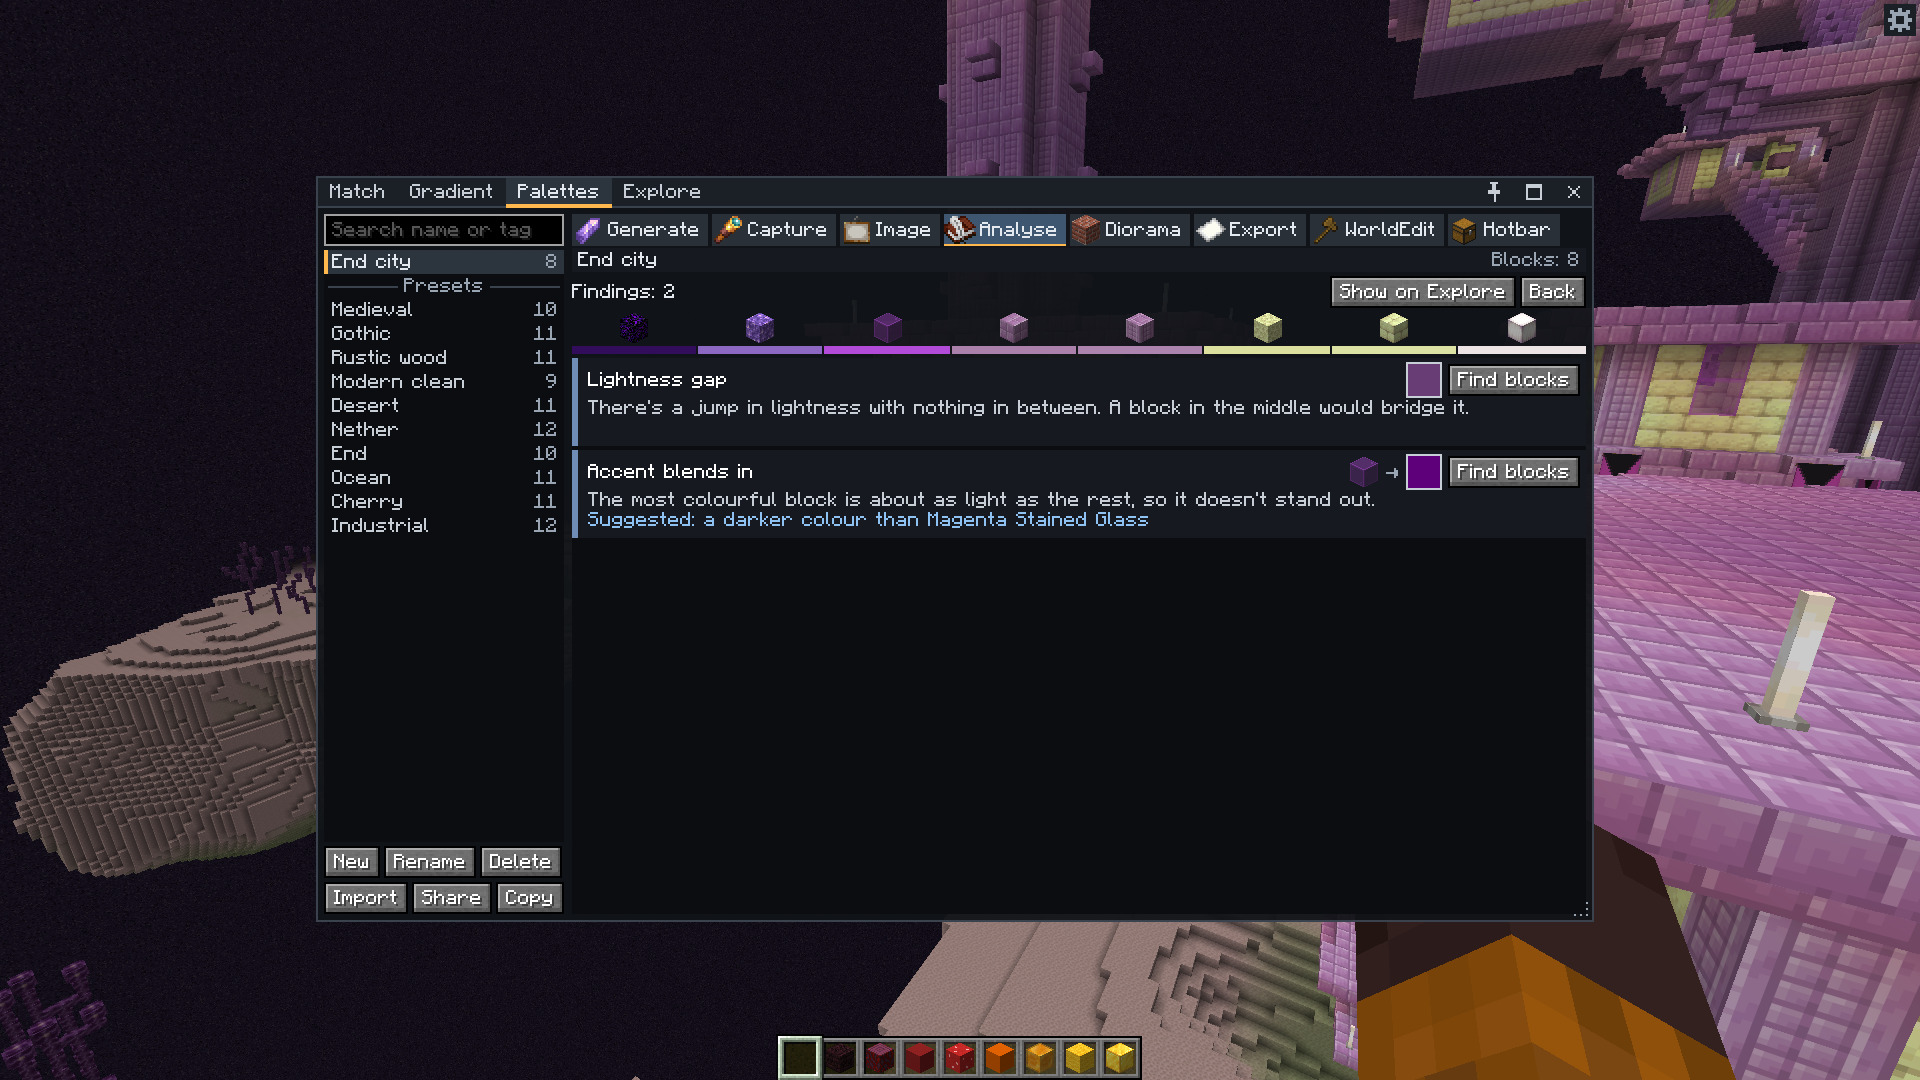 Match Gradient Palettes Explore
Search name or tag
Generate Capture Image Analyse Diorama Export WorldEdit Hotbar
End city 8
End city Blocks: 8
Presets
Medieval 10
Gothic 11
Rustic wood 11
Modern clean 9
Desert 11
Nether 12
End 10
Ocean 11
Cherry 11
Industrial 12
Findings: 2 Show on Explore Back
Lightness gap Find blocks
There's a jump in lightness with nothing in between. A block in the middle would bridge it.
Accent blends in → Find blocks
The most colourful block is about as light as the rest, so it doesn't stand out.
Suggested: a darker colour than Magenta Stained Glass
New Rename Delete
Import Share Copy